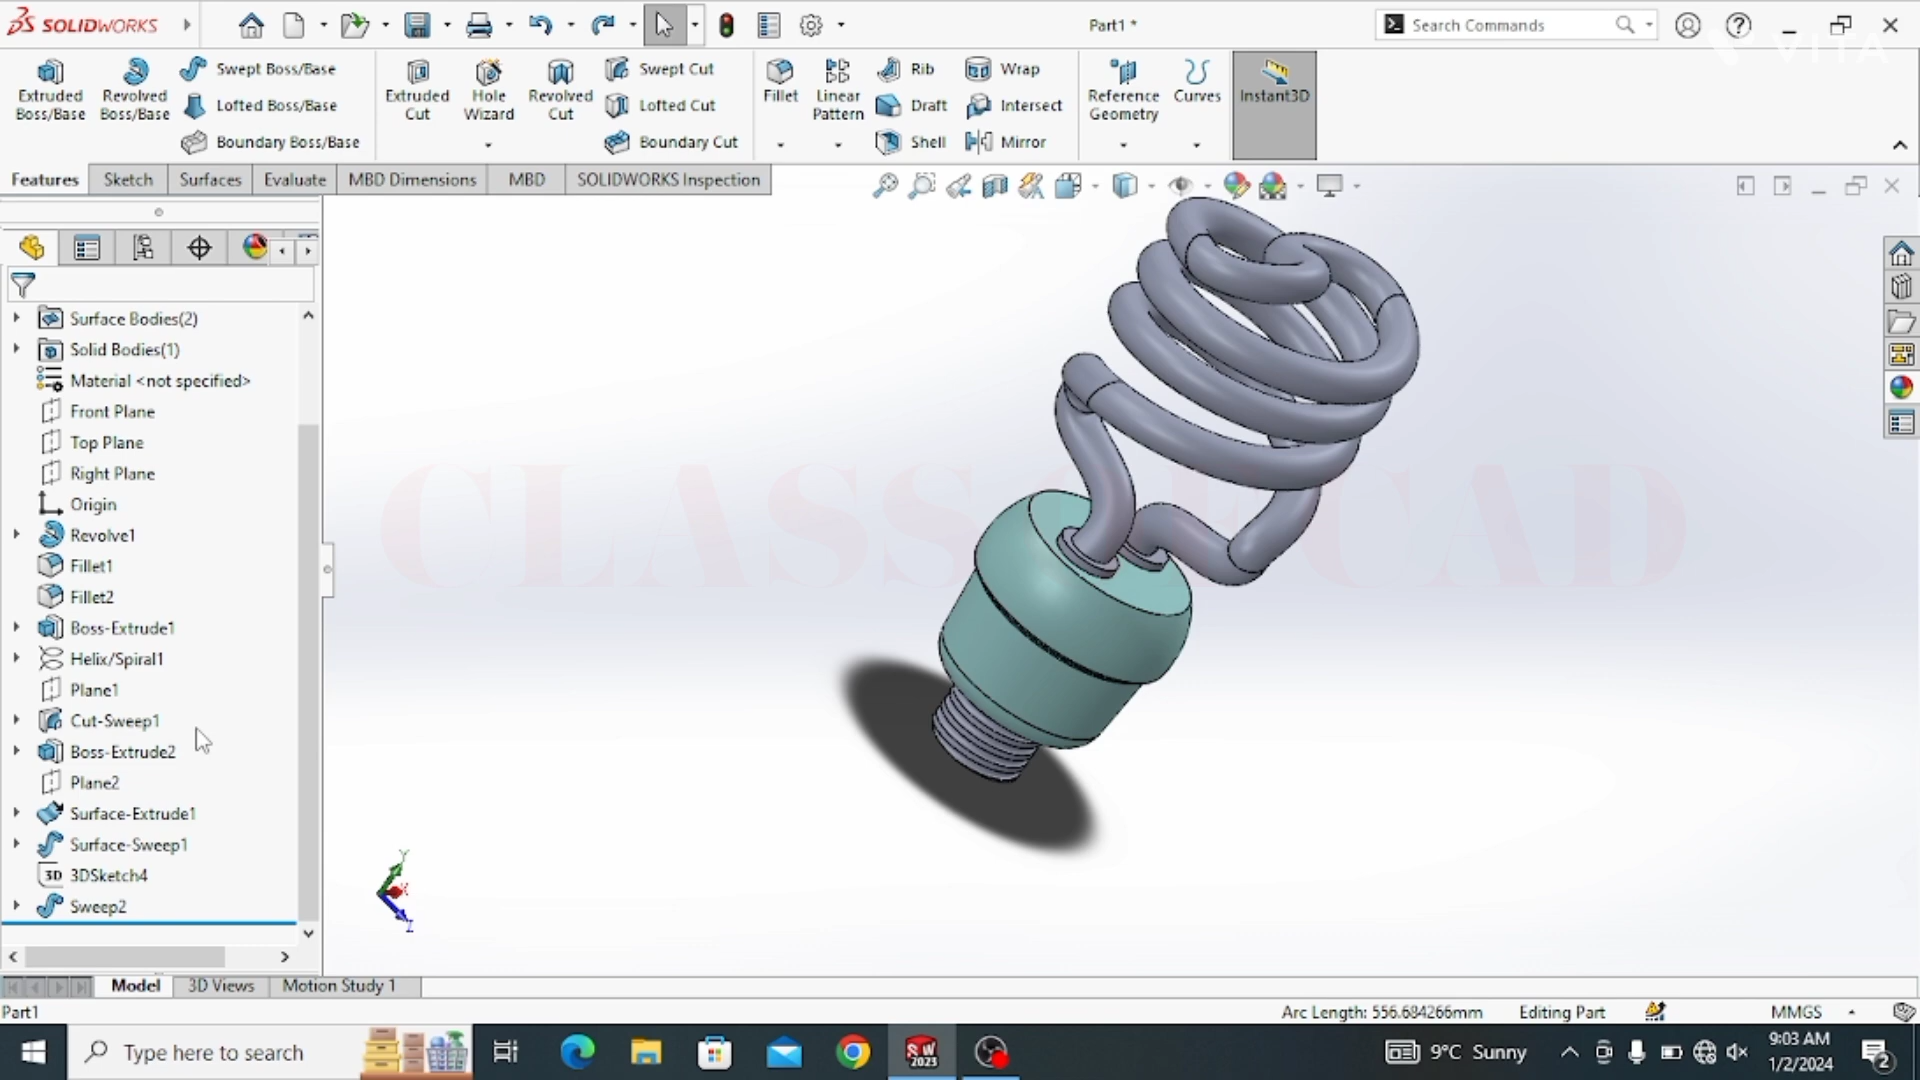 SOLIDWORKS
Part1 *
Search Commands
VITA
Extruded Boss/Base
Revolved Boss/Base
Swept Boss/Base
Lofted Boss/Base
Boundary Boss/Base
Extruded Cut
Hole Wizard
Revolved Cut
Swept Cut
Lofted Cut
Boundary Cut
Fillet
Linear Pattern
Rib
Draft
Shell
Wrap
Intersect
Mirror
Reference Geometry
Curves
Instant3D
Features
Sketch
Surfaces
Evaluate
MBD Dimensions
MBD
SOLIDWORKS Inspection
Surface Bodies(2)
Solid Bodies(1)
Material <not specified>
Front Plane
Top Plane
Right Plane
Origin
Revolve1
Fillet1
Fillet2
Boss-Extrude1
Helix/Spiral1
Plane1
Cut-Sweep1
Boss-Extrude2
Plane2
Surface-Extrude1
Surface-Sweep1
3D 3DSketch4
Sweep2
Y
Z
Model
3D Views
Motion Study 1
Part1
Arc Length: 556.684266mm
Editing Part
MMGS
Type here to search
SW 2023
9°C Sunny
9:03 AM
1/2/2024
2